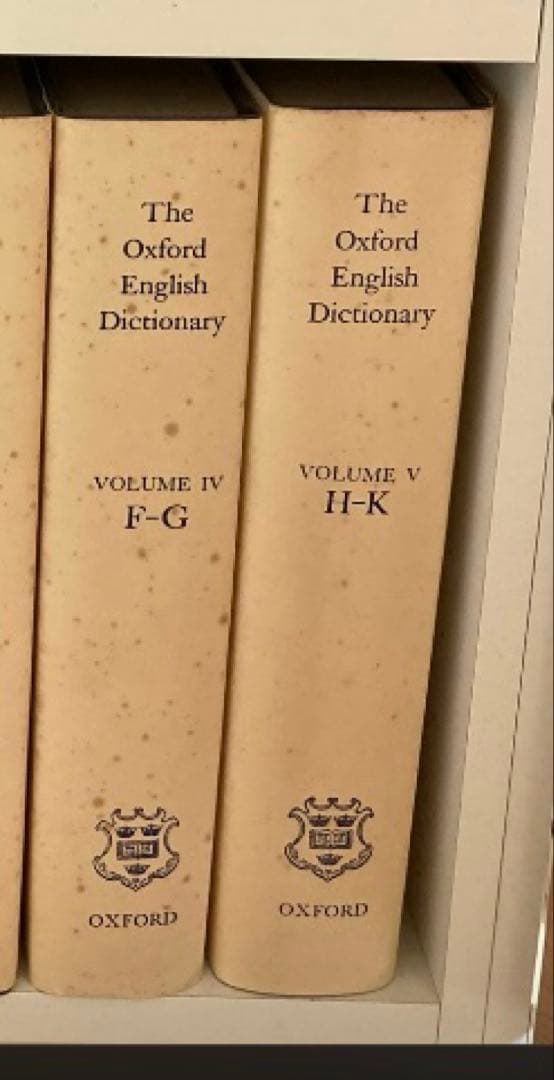 The
Oxford
English
Dictionary
VOLUME IV
F-G
OXFORD
The
Oxford
English
Dictionary
VOLUME V
H-K
OXFORD